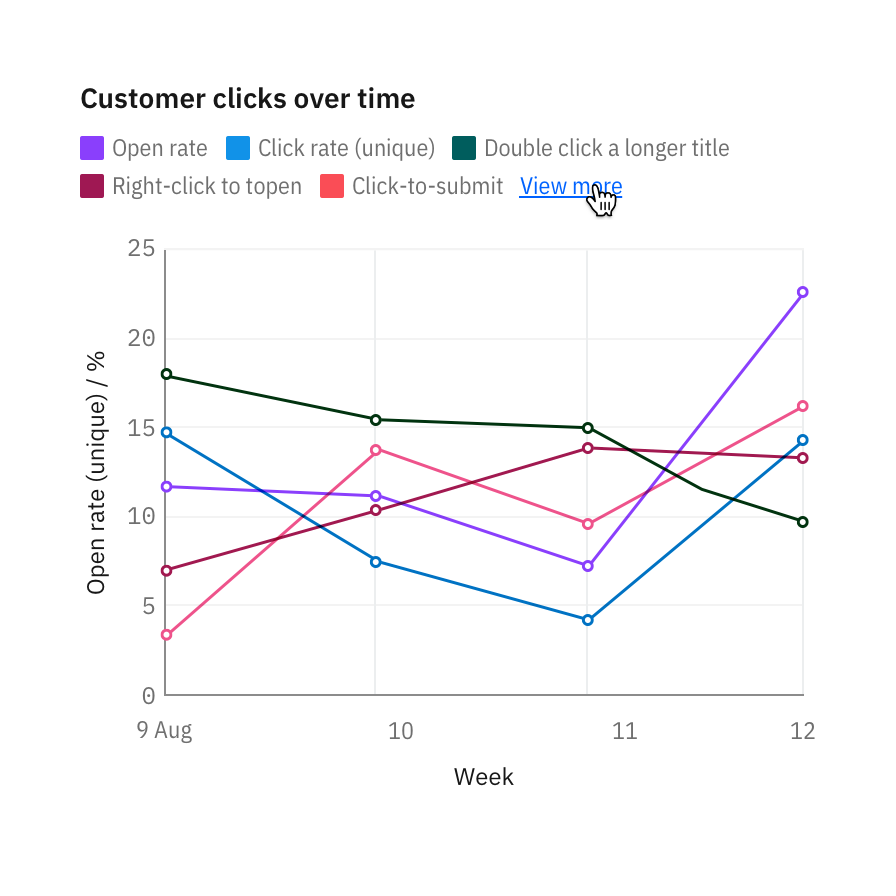 Customer clicks over time
Open rate Click rate (unique) Double click a longer title
Right-click to topen Click-to-submit View more
25
20
15
10
5
0
Open rate (unique) / %
9 Aug 10 11 12
Week